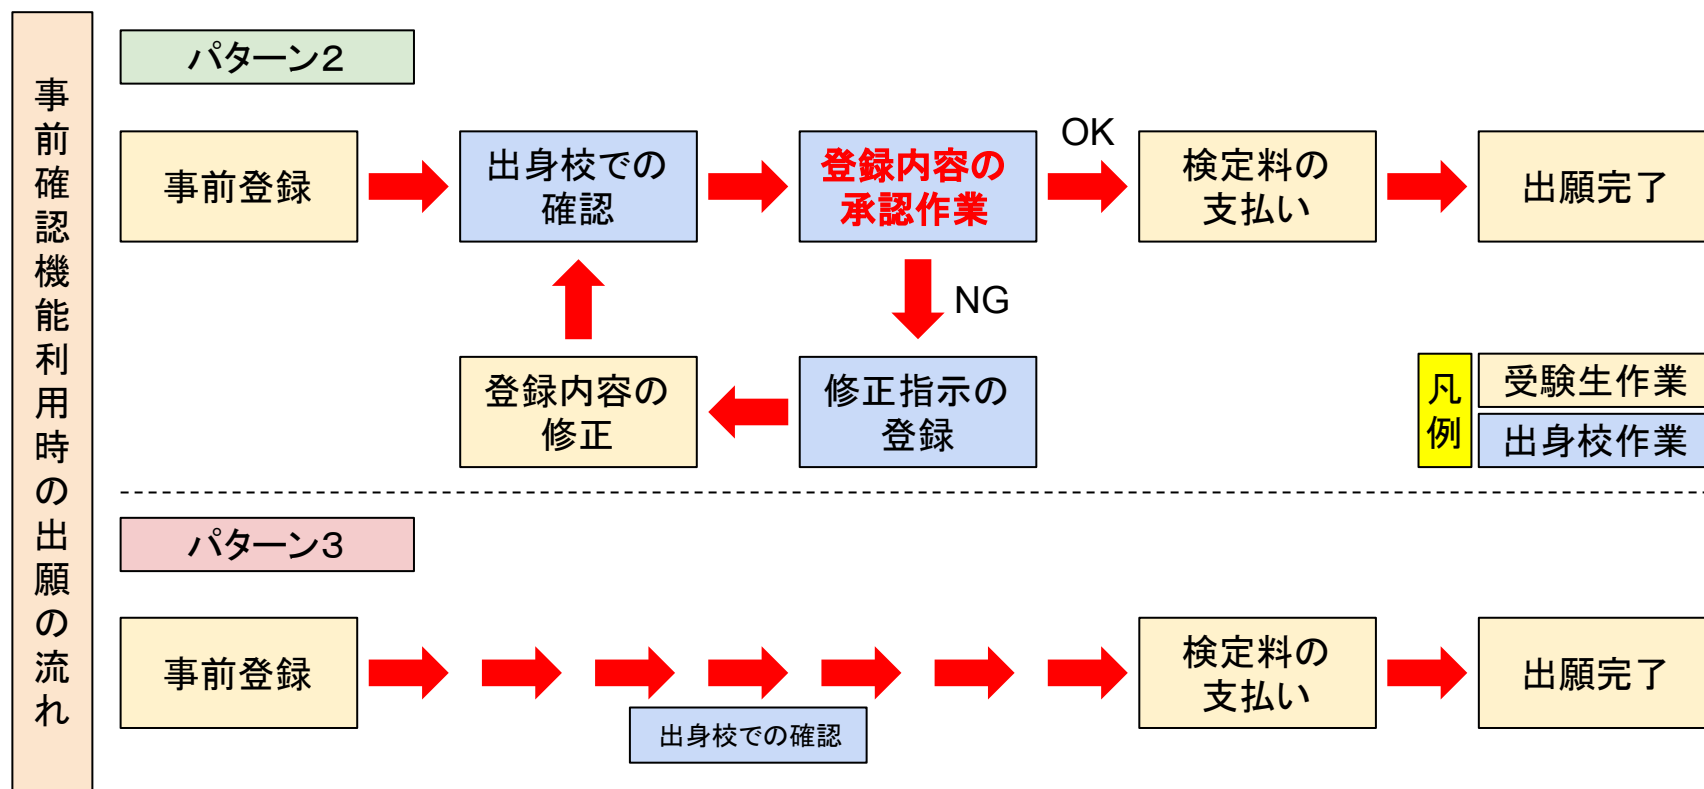 事前確認機能利用時の出願の流れ
パターン2
事前登録
出身校での
確認
登録内容の
承認作業
OK
検定料の
支払い
出願完了
NG
登録内容の
修正
修正指示の
登録
凡例
受験生作業
出身校作業
パターン3
事前登録
出身校での確認
検定料の
支払い
出願完了